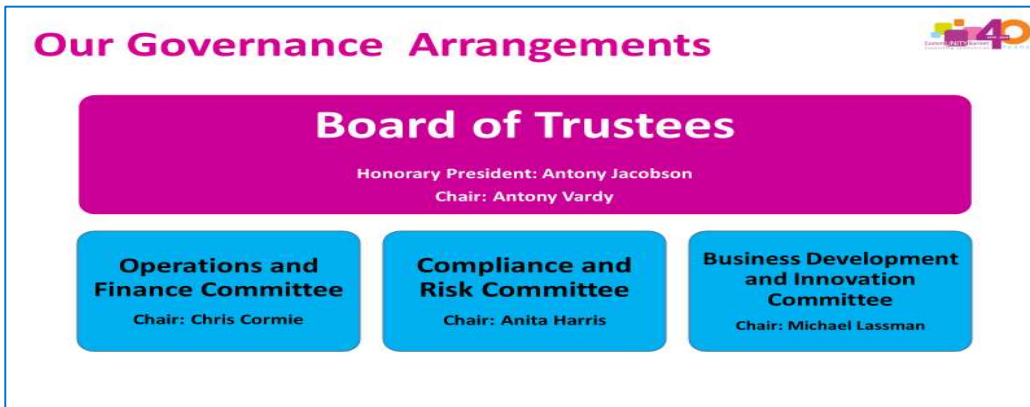 Our Governance Arrangements
40
Board of Trustees
Honorary President: Antony Jacobson
Chair: Antony Vardy
Operations and
Finance Committee
Chair: Chris Cormie
Compliance and
Risk Committee
Chair: Anita Harris
Business Development
and Innovation
Committee
Chair: Michael Lassman